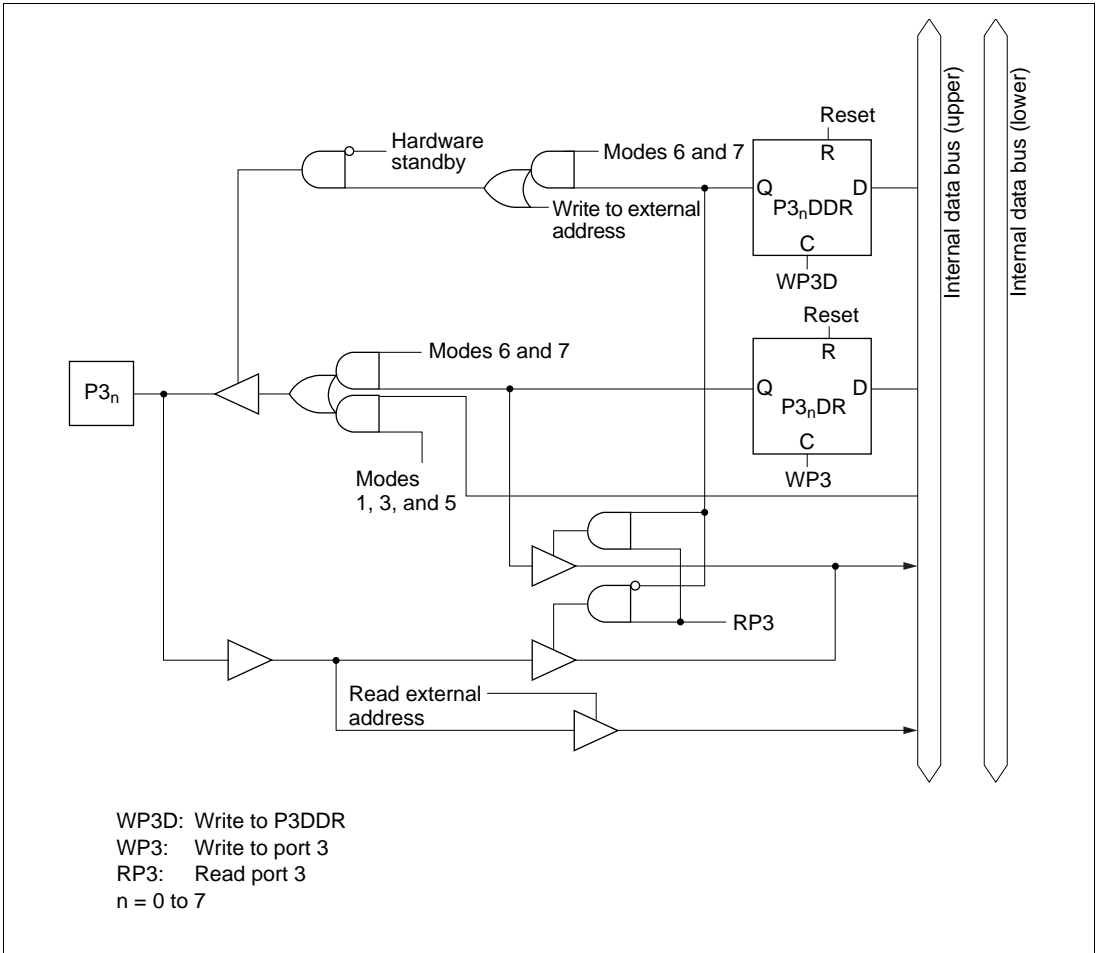 Reset
Hardware
standby
Modes 6 and 7
R
Q
D
P3nDDR
Write to external
address
C
WP3D
Internal data bus (upper)
Internal data bus (lower)
Reset
Modes 6 and 7
R
P3n
Q
D
P3nDR
C
Modes
1, 3, and 5
WP3
RP3
Read external
address
WP3D: Write to P3DDR
WP3: Write to port 3
RP3: Read port 3
n = 0 to 7